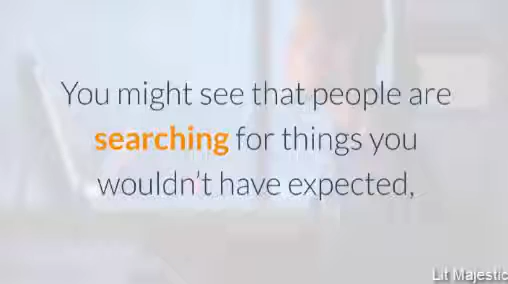 You might see that people are
searching for things you
wouldn't have expected,
Lit Majestic